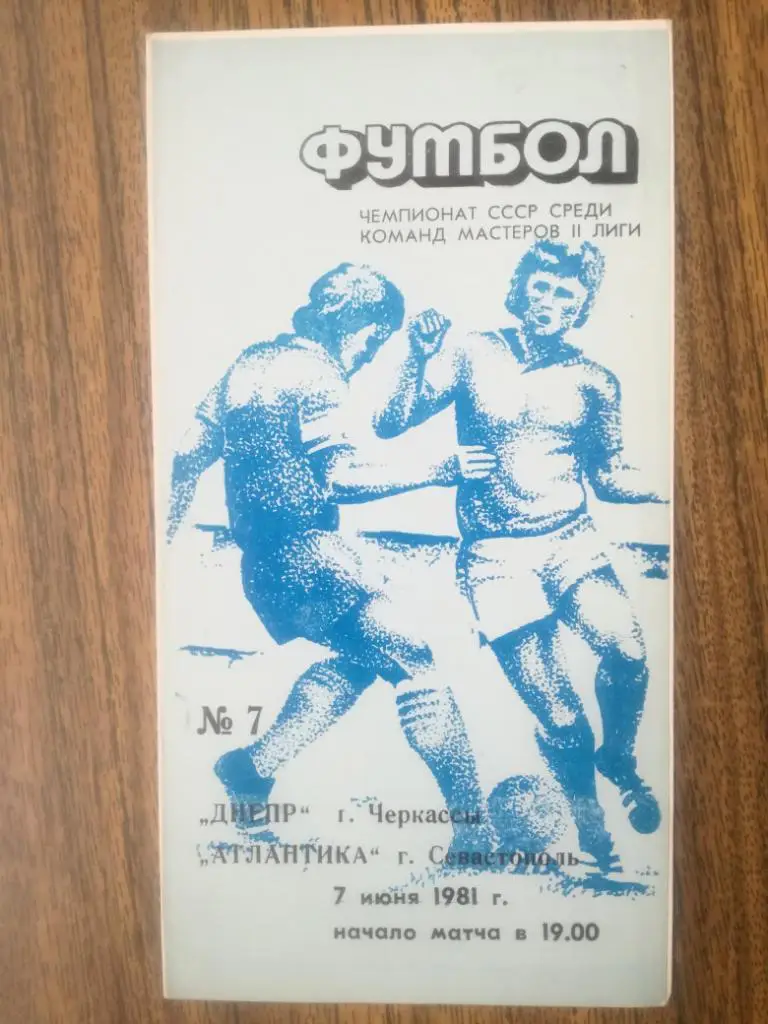 ФУТБОЛ
ЧЕМПИОНАТ СССР СРЕДИ
КОМАНД МАСТЕРОВ II ЛИГИ
№ 7
„ДНЕПР“ г. Черкассы
„АТЛАНТИКА“ г. Севастополь
7 июня 1981 г.
начало матча в 19.00